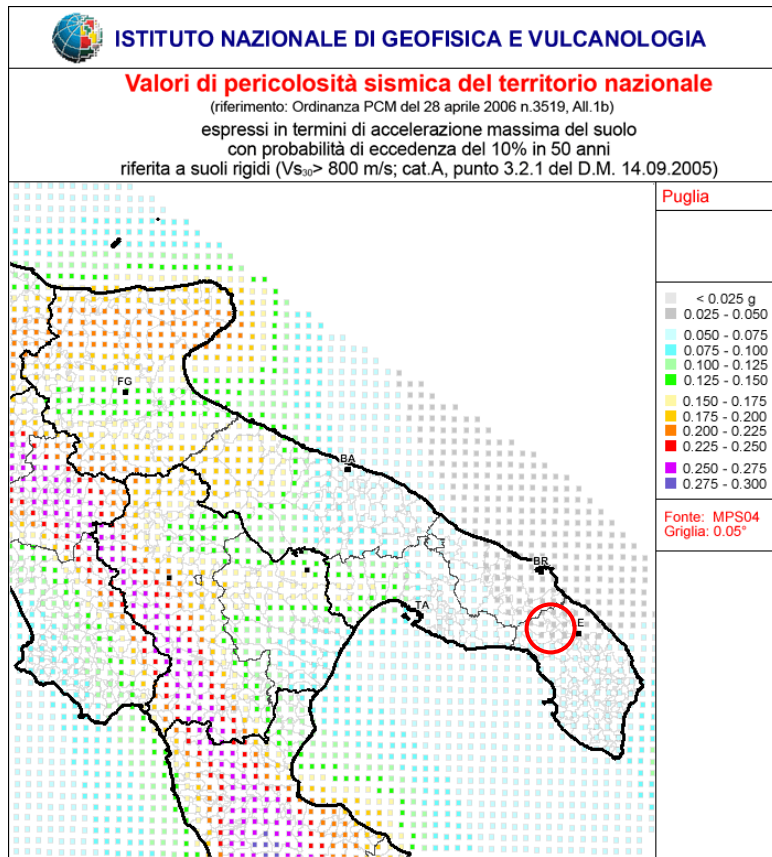 ISTITUTO NAZIONALE DI GEOFISICA E VULCANOLOGIA
Valori di pericolosità sismica del territorio nazionale
(riferimento: Ordinanza PCM del 28 aprile 2006 n.3519, All.1b)
espressi in termini di accelerazione massima del suolo
con probabilità di eccedenza del 10% in 50 anni
riferita a suoli rigidi (Vs₃₀> 800 m/s; cat.A, punto 3.2.1 del D.M. 14.09.2005)
Puglia
< 0.025 g
0.025 - 0.050
0.050 - 0.075
0.075 - 0.100
0.100 - 0.125
0.125 - 0.150
0.150 - 0.175
0.175 - 0.200
0.200 - 0.225
0.225 - 0.250
0.250 - 0.275
0.275 - 0.300
Fonte: MPS04
Griglia: 0.05°
FG
BA
BR
TA
E